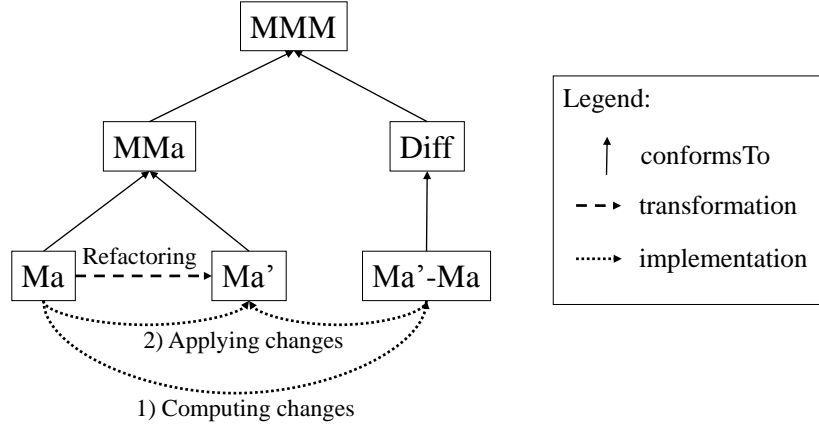 MMM
Legend:
MMa
Diff
conformsTo
transformation
Refactoring
Ma
Ma’
Ma’-Ma
implementation
2) Applying changes
1) Computing changes